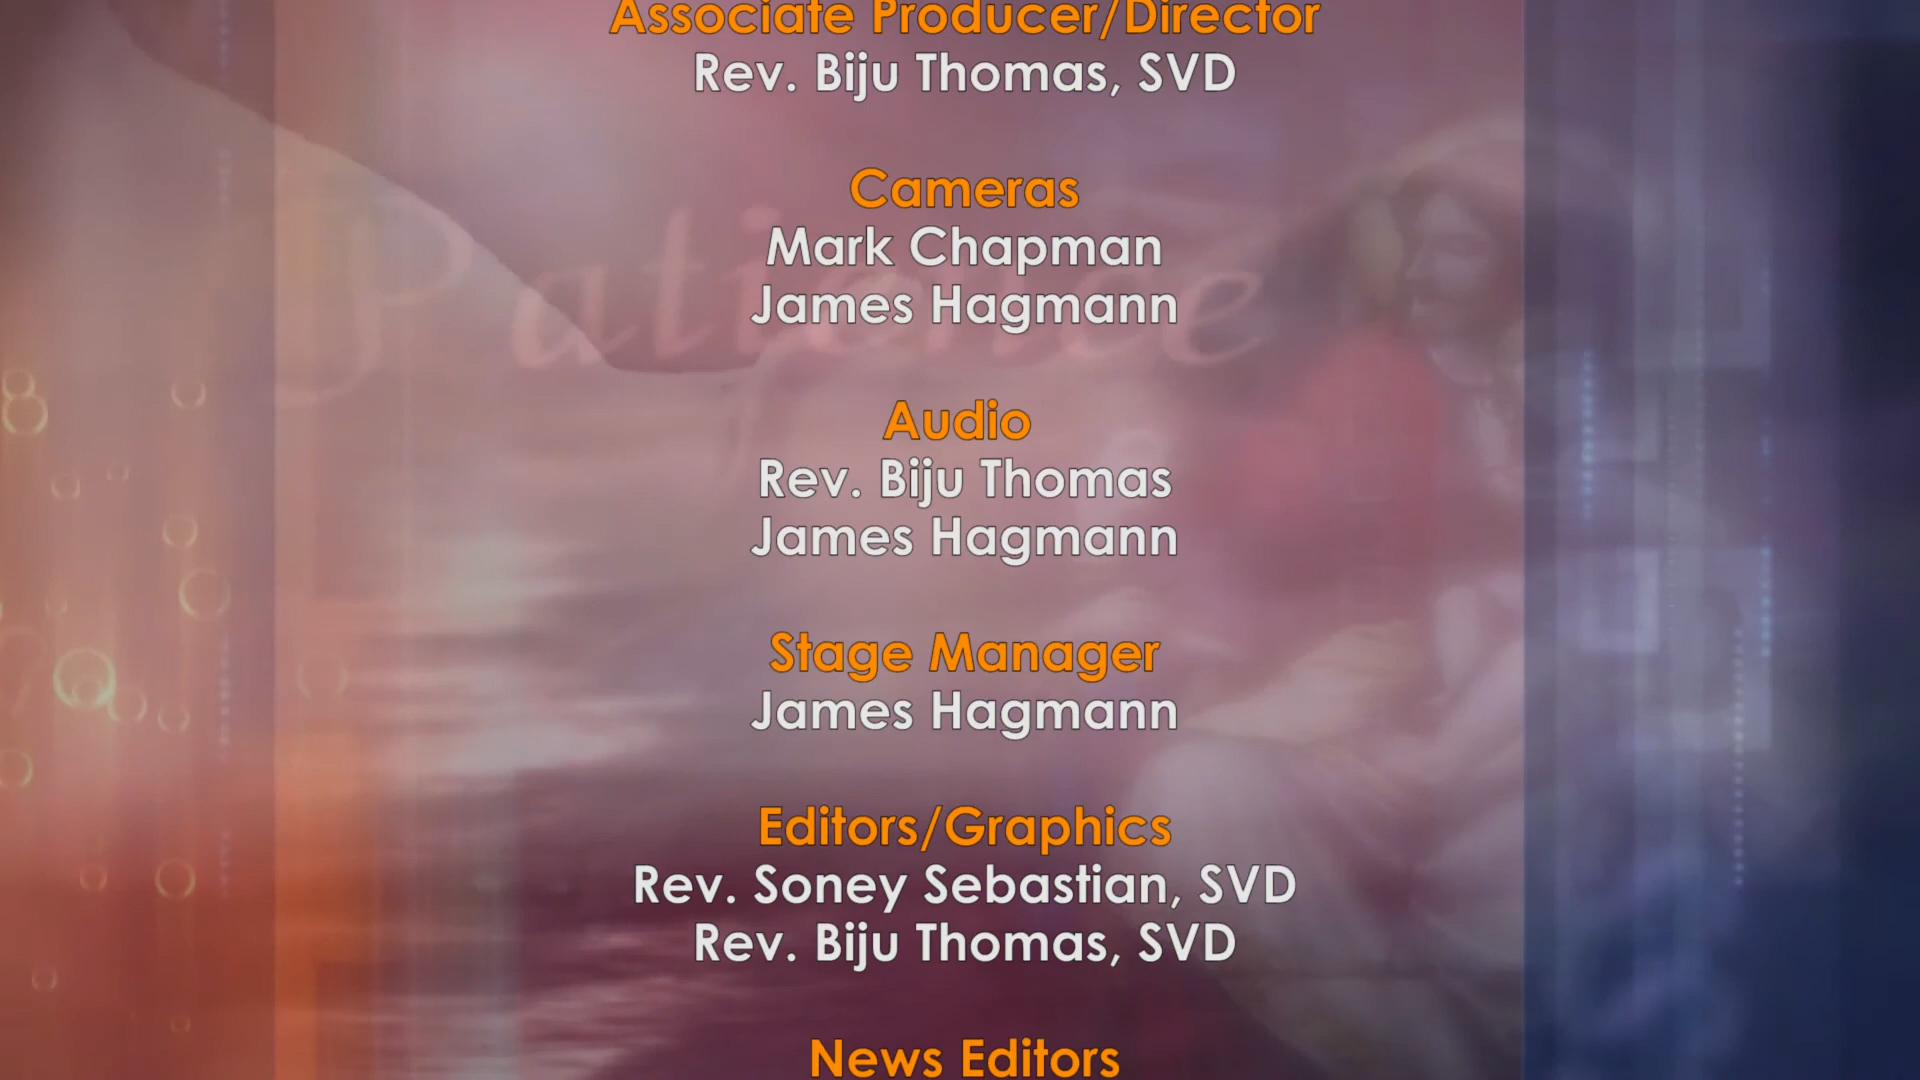 Associate Producer/Director
Rev. Biju Thomas, SVD
Cameras
Mark Chapman
James Hagmann
Patience
Audio
Rev. Biju Thomas
James Hagmann
Stage Manager
James Hagmann
Editors/Graphics
Rev. Soney Sebastian, SVD
Rev. Biju Thomas, SVD
News Editors